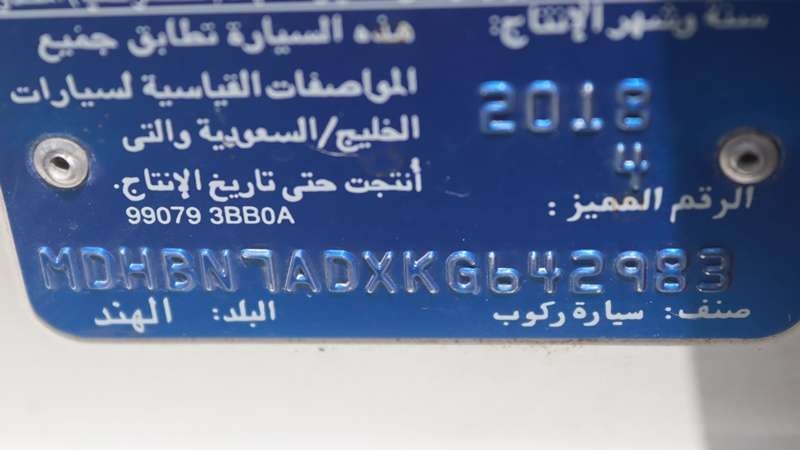 سنة وشهر الإنتاج:
هذه السيارة تطابق جميع
المواصفات القياسية لسيارات
2018
الخليج/السعودية والتى
4
أنتجت حتى تاريخ الإنتاج.
الرقم المميز:
99079 3BB0A
MDHBN7ADXKG642983
صنف: سيارة ركوب
البلد: الهند